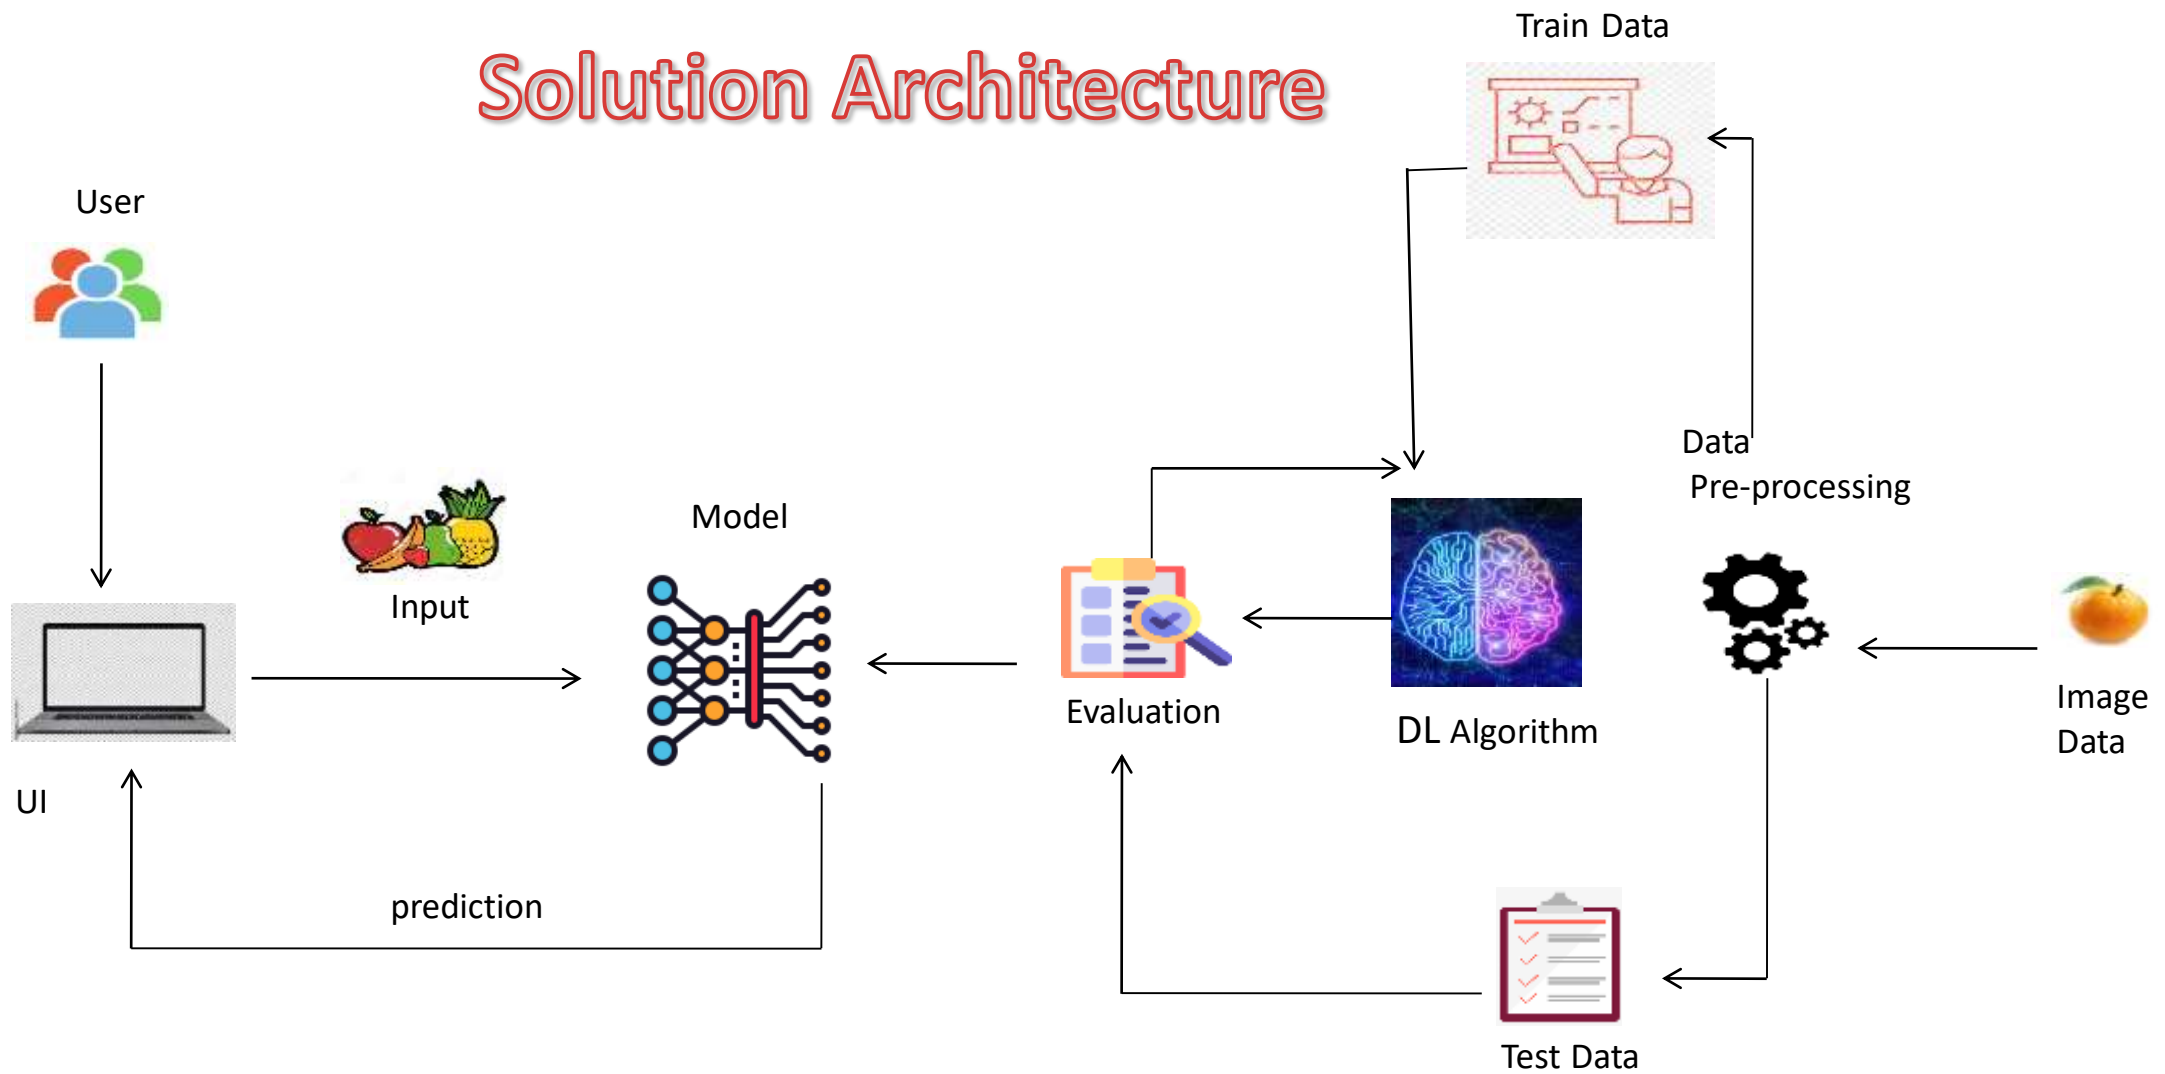 Solution Architecture
Train Data
User
Data
Pre-processing
Model
Input
Image
Data
Evaluation
DL Algorithm
UI
prediction
Test Data